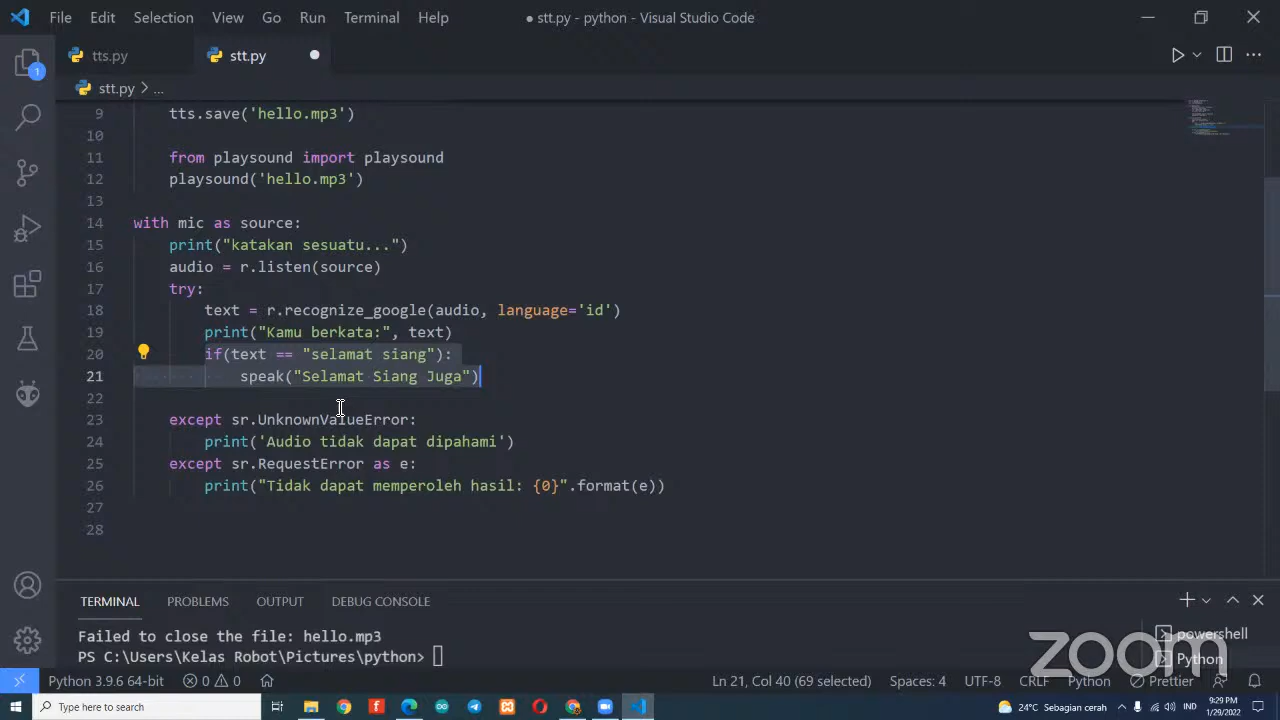 File Edit Selection View Go Run Terminal Help
● stt.py - python - Visual Studio Code
tts.py
stt.py
stt.py > ...
1
9 tts.save('hello.mp3')
10
11 from playsound import playsound
12 playsound('hello.mp3')
13
14 with mic as source:
15 print("katakan sesuatu...")
16 audio = r.listen(source)
17 try:
18 text = r.recognize_google(audio, language='id')
19 print("Kamu berkata:", text)
20 if(text == "selamat siang"):
21 speak("Selamat Siang Juga")
22
23 except sr.UnknownValueError:
24 print('Audio tidak dapat dipahami')
25 except sr.RequestError as e:
26 print("Tidak dapat memperoleh hasil: {0}".format(e))
27
28
TERMINAL PROBLEMS OUTPUT DEBUG CONSOLE
Failed to close the file: hello.mp3
PS C:\Users\Kelas Robot\Pictures\python>
powershell
Python
zoom
Python 3.9.6 64-bit 0 0 Ln 21, Col 40 (69 selected) Spaces: 4 UTF-8 CRLF Python Prettier
Type here to search
24°C Sebagian cerah IND 9:29 PM
1/29/2022